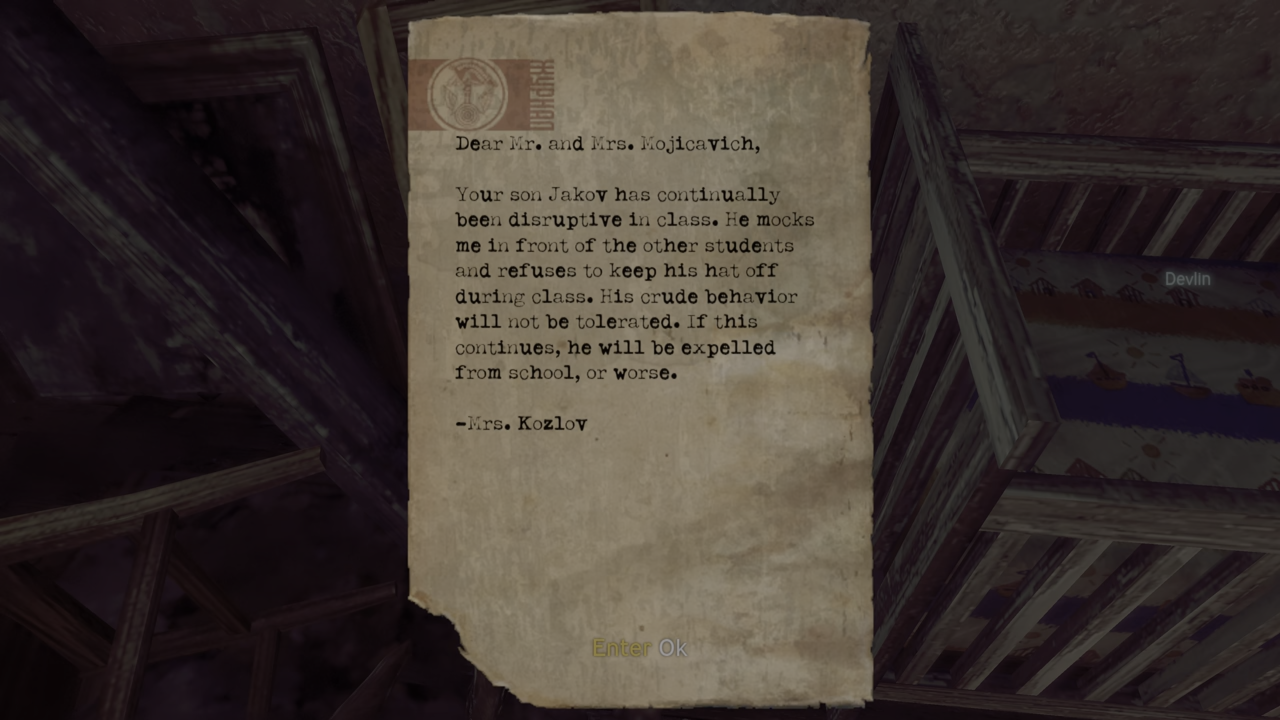 Dear Mr. and Mrs. Mojicavich,
Your son Jakov has continually
been disruptive in class. He mocks
me in front of the other students
and refuses to keep his hat off
during class. His crude behavior
will not be tolerated. If this
continues, he will be expelled
from school, or worse.
-Mrs. Kozlov
Devlin
Enter Ok